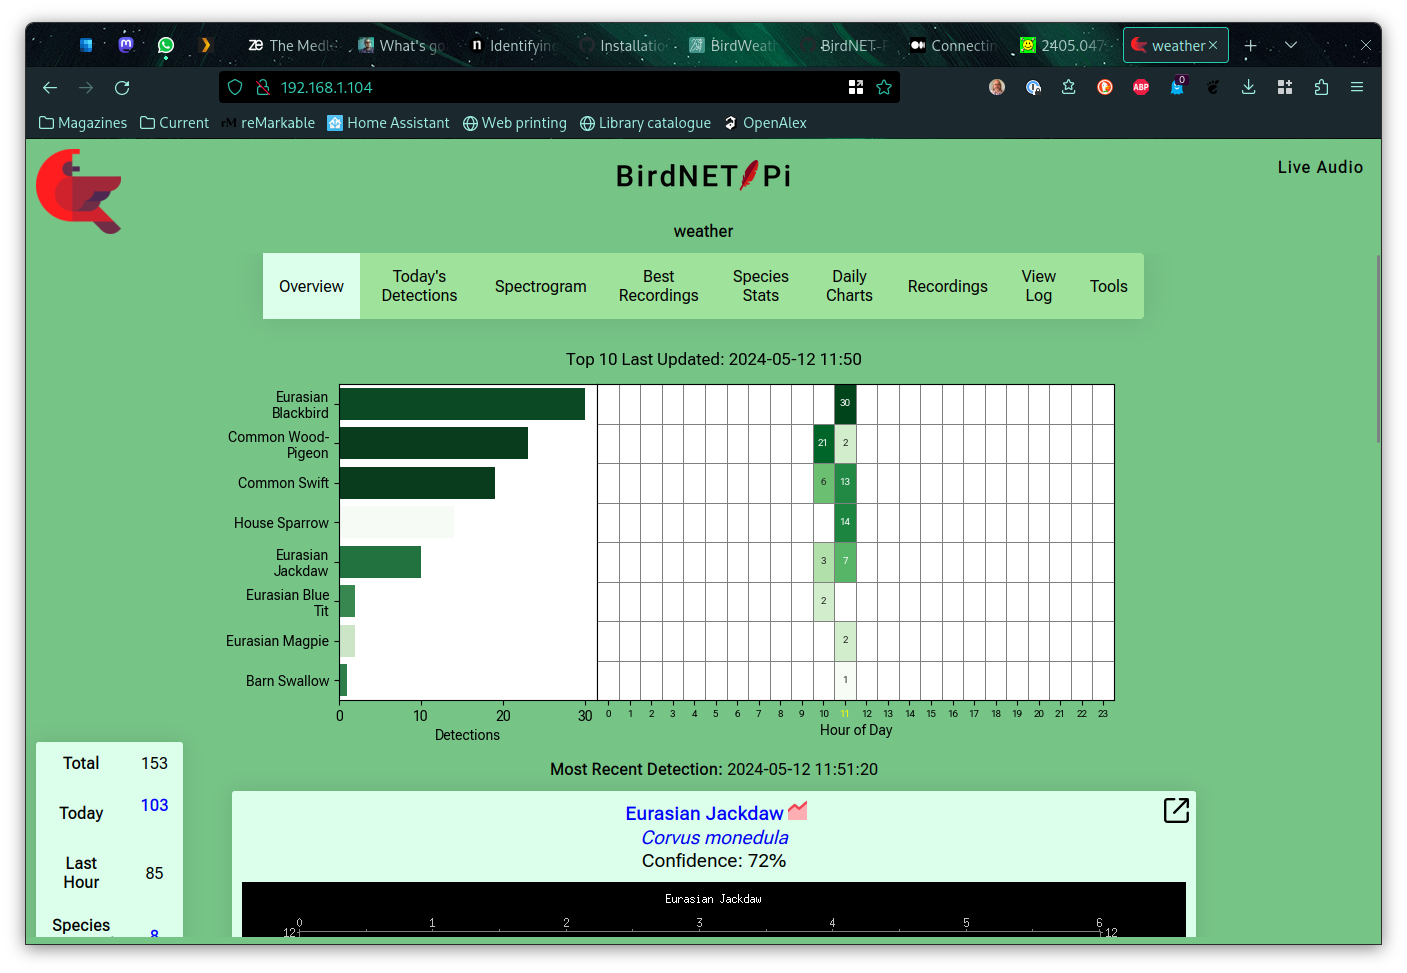 The Medi
What's go
Identifying
Installatio
BirdWeath
BirdNET-P
Connectin
2405.047
weather
192.168.1.104
ABP
0
Magazines
Current
rM reMarkable
Home Assistant
Web printing
Library catalogue
OpenAlex
BirdNET Pi
Live Audio
weather
Overview
Today's
Detections
Spectrogram
Best
Recordings
Species
Stats
Daily
Charts
Recordings
View
Log
Tools
Top 10 Last Updated: 2024-05-12 11:50
Eurasian
Blackbird
30
Common Wood-
Pigeon
21 2
Common Swift
6 13
House Sparrow
14
Eurasian
Jackdaw
3 7
Eurasian Blue
Tit
2
Eurasian Magpie
2
Barn Swallow
1
0 10 20 30
Detections
0 1 2 3 4 5 6 7 8 9 10 11 12 13 14 15 16 17 18 19 20 21 22 23
Hour of Day
Total 153
Today 103
Last
Hour
85
Species
8
Most Recent Detection: 2024-05-12 11:51:20
Eurasian Jackdaw
Corvus monedula
Confidence: 72%
Eurasian Jackdaw
0 1 2 3 4 5 6
12 12